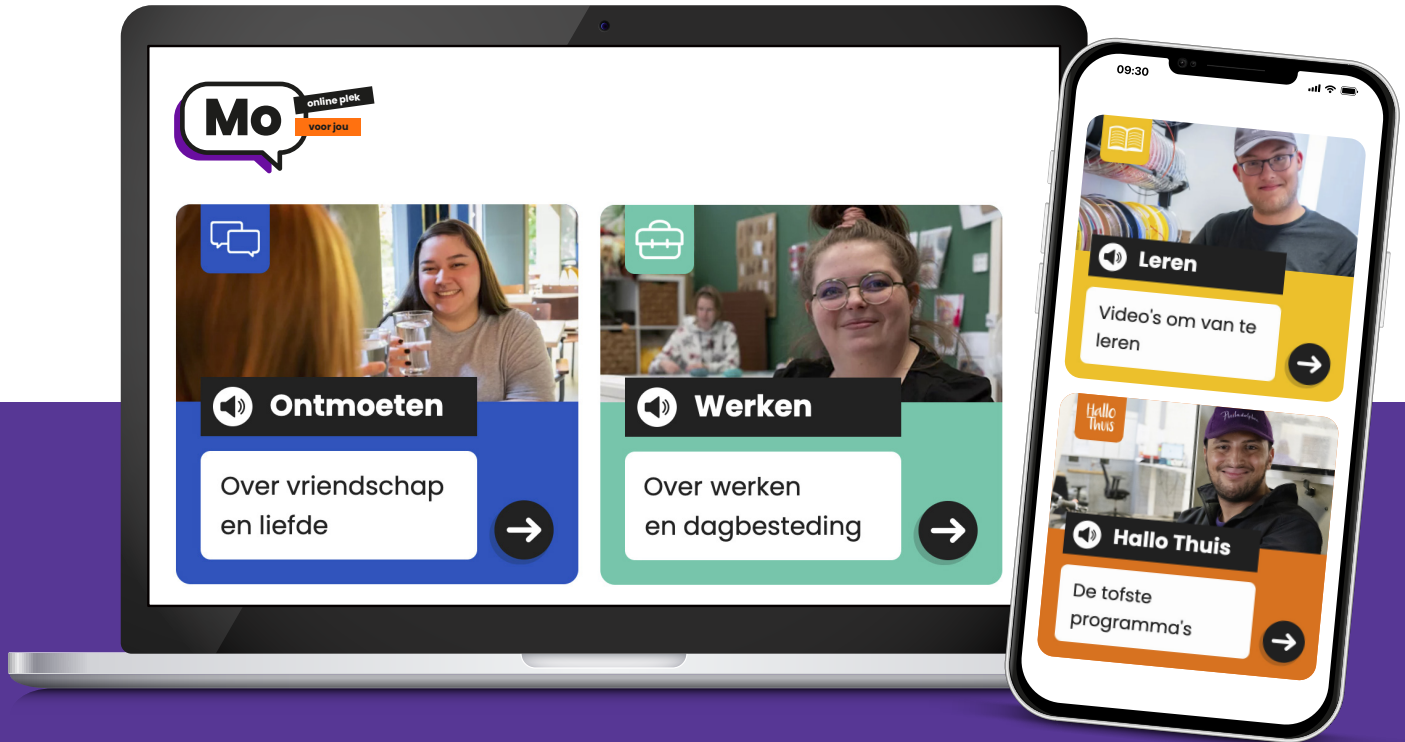 Mo
online plek
voor jou
Ontmoeten
Over vriendschap
en liefde
Werken
Over werken
en dagbesteding
09:30
Leren
Video's om van te
leren
Hallo
Thuis
Philadelphia
Hallo Thuis
De tofste
programma's